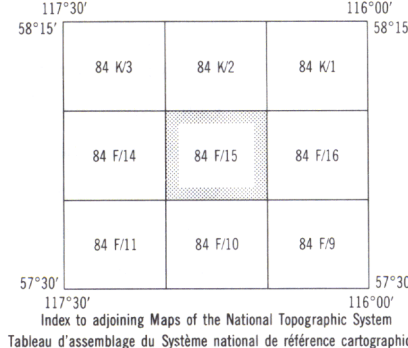 117°30′ 116°00′
58°15′ 58°15′
84 K/3 84 K/2 84 K/1
84 F/14 84 F/15 84 F/16
84 F/11 84 F/10 84 F/9
57°30′ 57°30
117°30′ 116°00′
Index to adjoining Maps of the National Topographic System
Tableau d'assemblage du Système national de référence